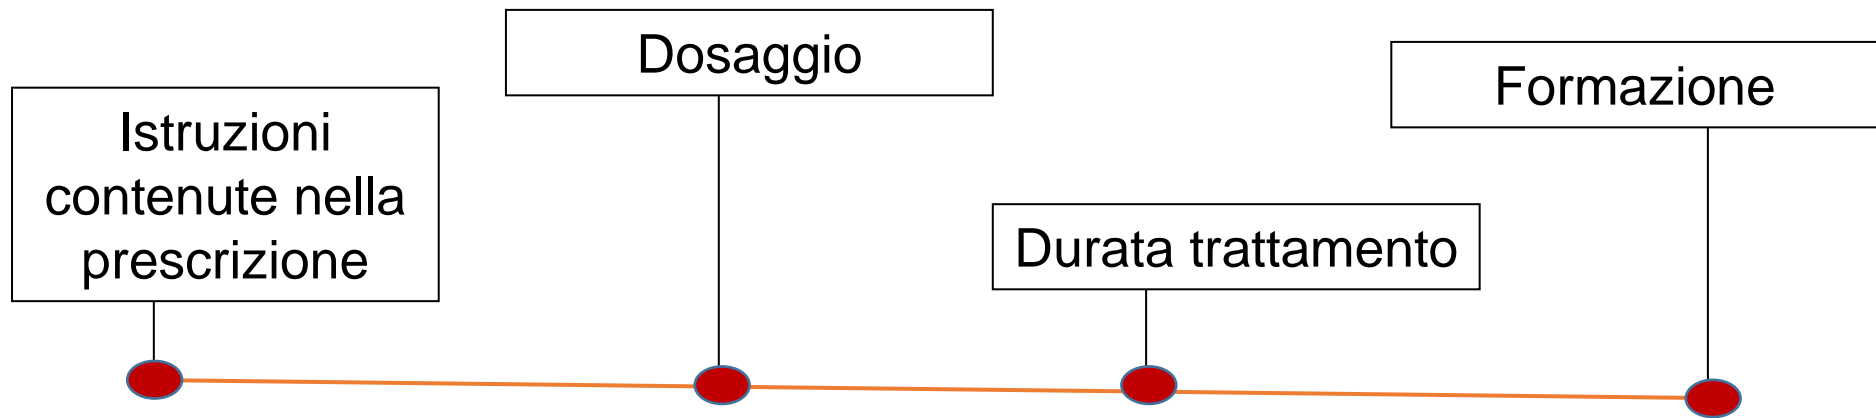 Istruzioni
contenute nella
prescrizione
Dosaggio
Durata trattamento
Formazione